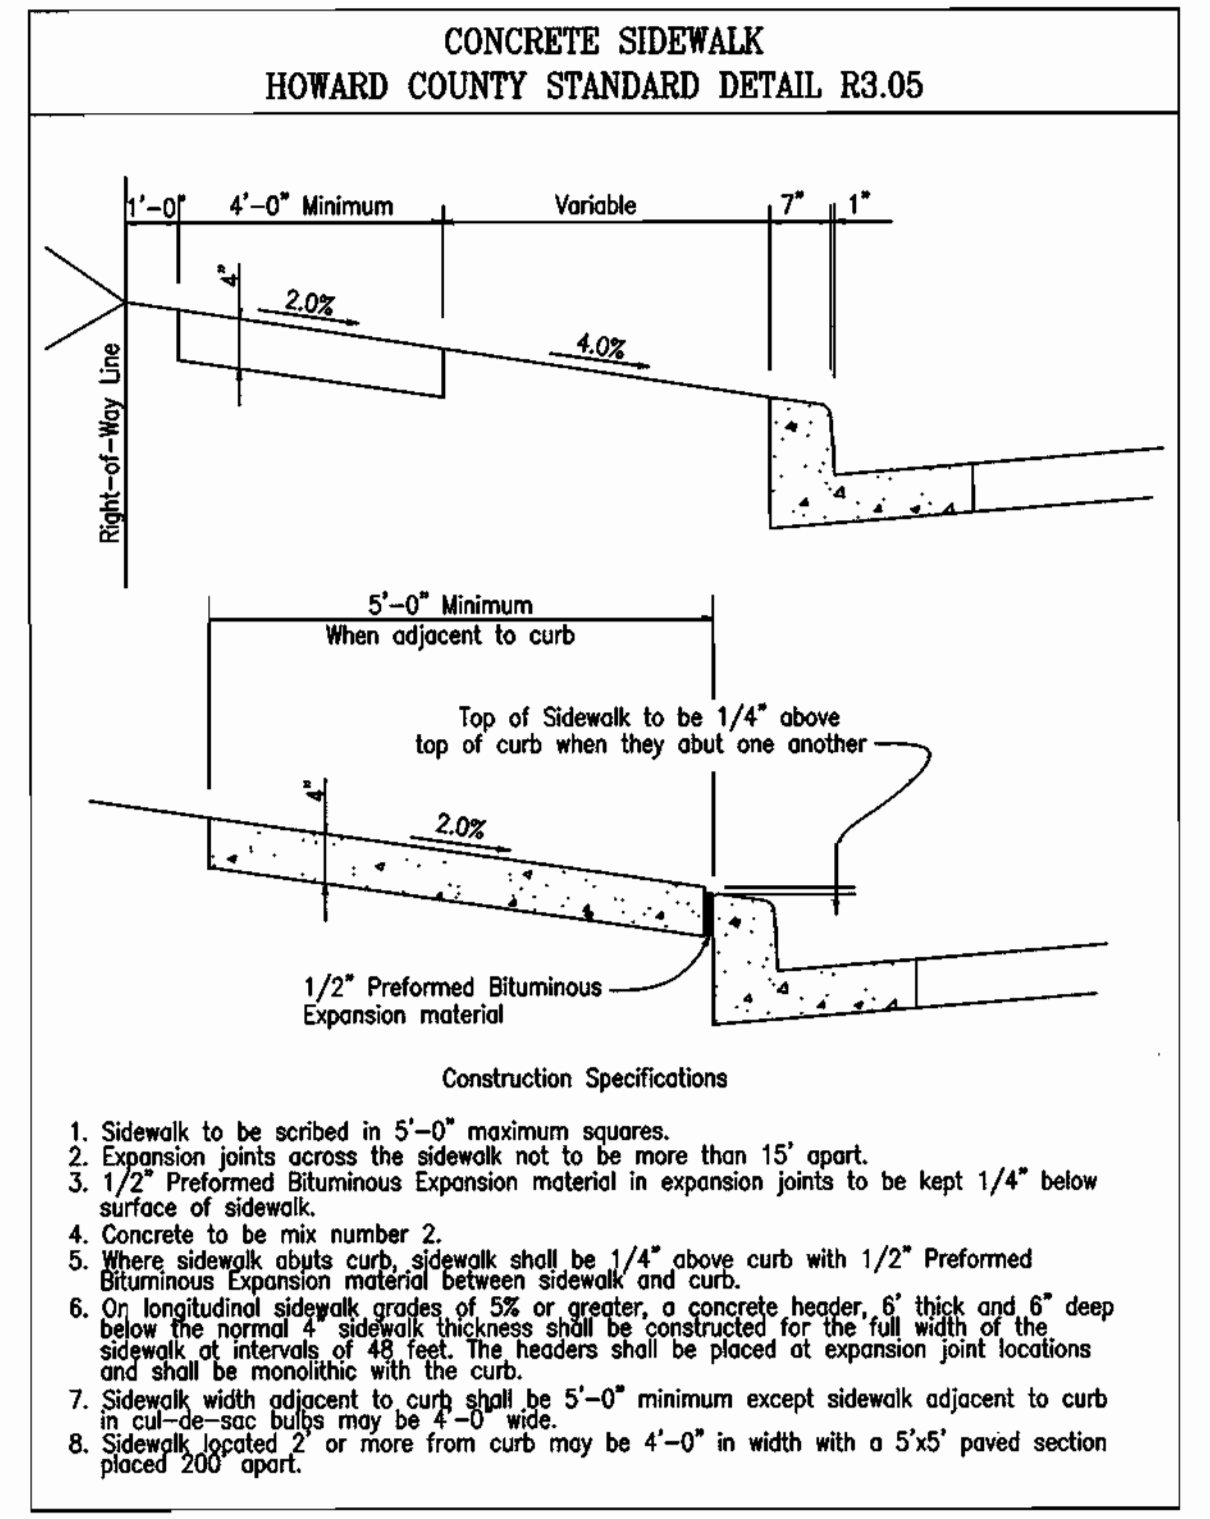 CONCRETE SIDEWALK
HOWARD COUNTY STANDARD DETAIL R3.05
1'-0"
4'-0" Minimum
Variable
7"
1"
4"
2.0%
4.0%
Right-of-Way Line
5'-0" Minimum
When adjacent to curb
Top of Sidewalk to be 1/4" above
top of curb when they abut one another
4"
2.0%
1/2" Preformed Bituminous
Expansion material
Construction Specifications
1. Sidewalk to be scribed in 5'-0" maximum squares.
2. Expansion joints across the sidewalk not to be more than 15' apart.
3. 1/2" Preformed Bituminous Expansion material in expansion joints to be kept 1/4" below
surface of sidewalk.
4. Concrete to be mix number 2.
5. Where sidewalk abuts curb, sidewalk shall be 1/4" above curb with 1/2" Preformed
Bituminous Expansion material between sidewalk and curb.
6. On longitudinal sidewalk grades of 5% or greater, a concrete header, 6' thick and 6" deep
below the normal 4" sidewalk thickness shall be constructed for the full width of the
sidewalk at intervals of 48 feet. The headers shall be placed at expansion joint locations
and shall be monolithic with the curb.
7. Sidewalk width adjacent to curb shall be 5'-0" minimum except sidewalk adjacent to curb
in cul-de-sac bulbs may be 4'-0" wide.
8. Sidewalk located 2' or more from curb may be 4'-0" in width with a 5'x5' paved section
placed 200' apart.